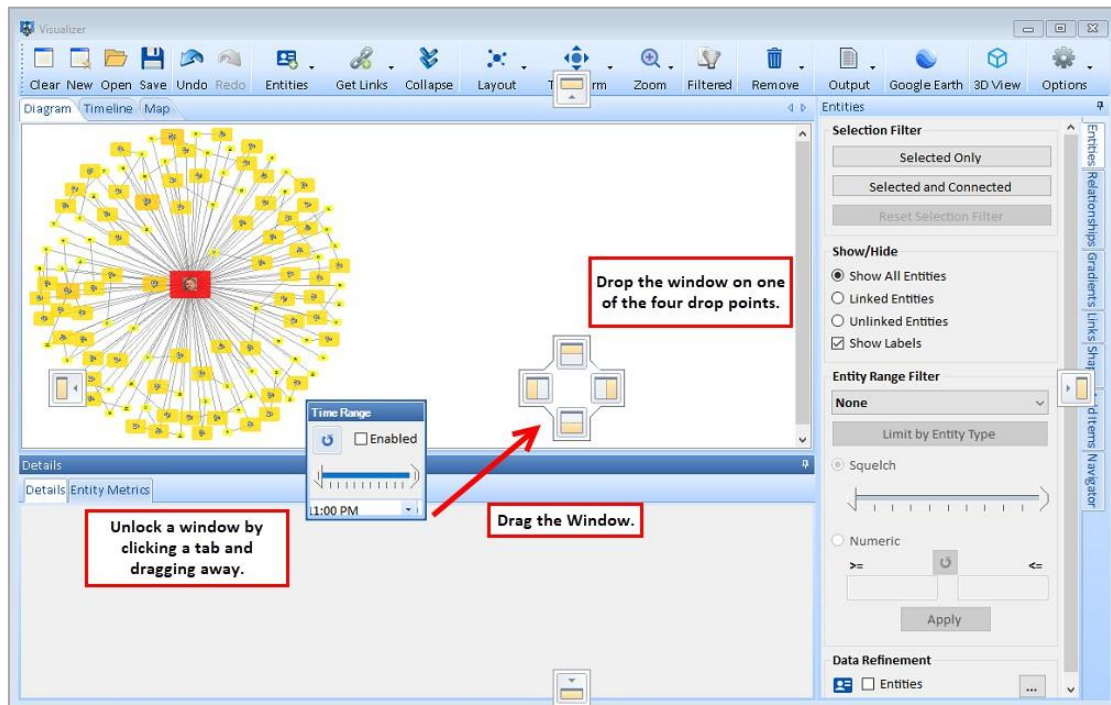 Visualizer
Clear New Open Save Undo Redo Entities Get Links Collapse Layout T rm Zoom Filtered Remove Output Google Earth 3D View Options
Diagram Timeline Map
Entities
Selection Filter
Selected Only
Selected and Connected
Reset Selection Filter
Show/Hide
Show All Entities
Linked Entities
Unlinked Entities
Show Labels
Entity Range Filter
None
Limit by Entity Type
Squelch
Numeric
>= <=
Apply
Data Refinement
Entities ...
Entities
Relationships
Gradients
Links
Sha
d Items
Navigator
Drop the window on one
of the four drop points.
Time Range
Enabled
11:00 PM
Details
Details Entity Metrics
Unlock a window by
clicking a tab and
dragging away.
Drag the Window.